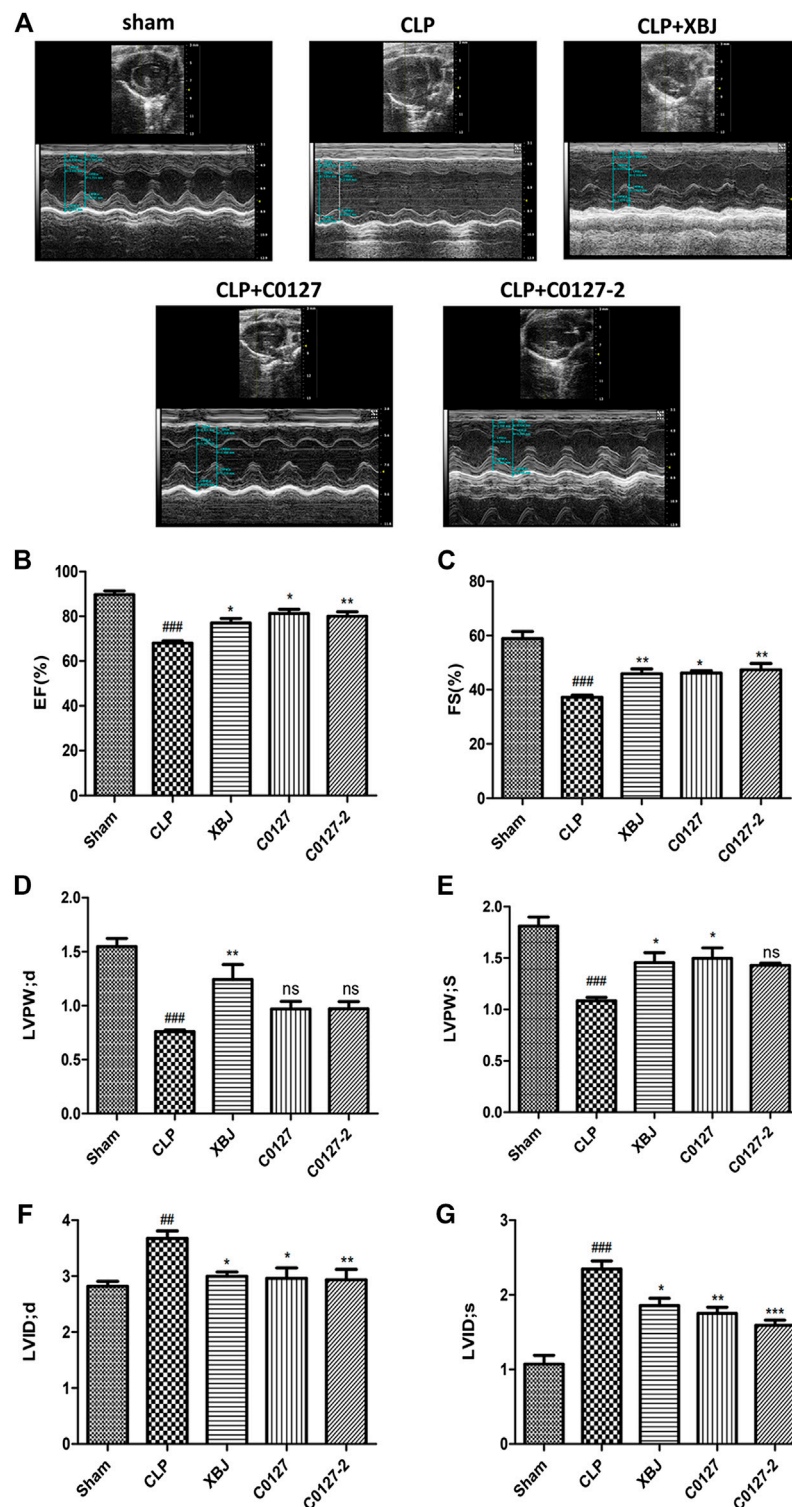 A
sham
CLP
CLP+XBJ
CLP+C0127
CLP+C0127-2
B
100
80
60
40
20
0
EF(%)
###
*
*
**
Sham
CLP
XBJ
C0127
C0127-2
C
80
60
40
20
0
FS(%)
###
**
*
**
Sham
CLP
XBJ
C0127
C0127-2
D
2.0
1.5
1.0
0.5
0.0
LVPW;d
###
**
ns
ns
Sham
CLP
XBJ
C0127
C0127-2
E
2.0
1.5
1.0
0.5
0.0
LVPW;S
###
*
*
ns
Sham
CLP
XBJ
C0127
C0127-2
F
4
3
2
1
0
LVID;d
##
*
*
**
Sham
CLP
XBJ
C0127
C0127-2
G
3
2
1
0
LVID;s
###
*
**
***
Sham
CLP
XBJ
C0127
C0127-2